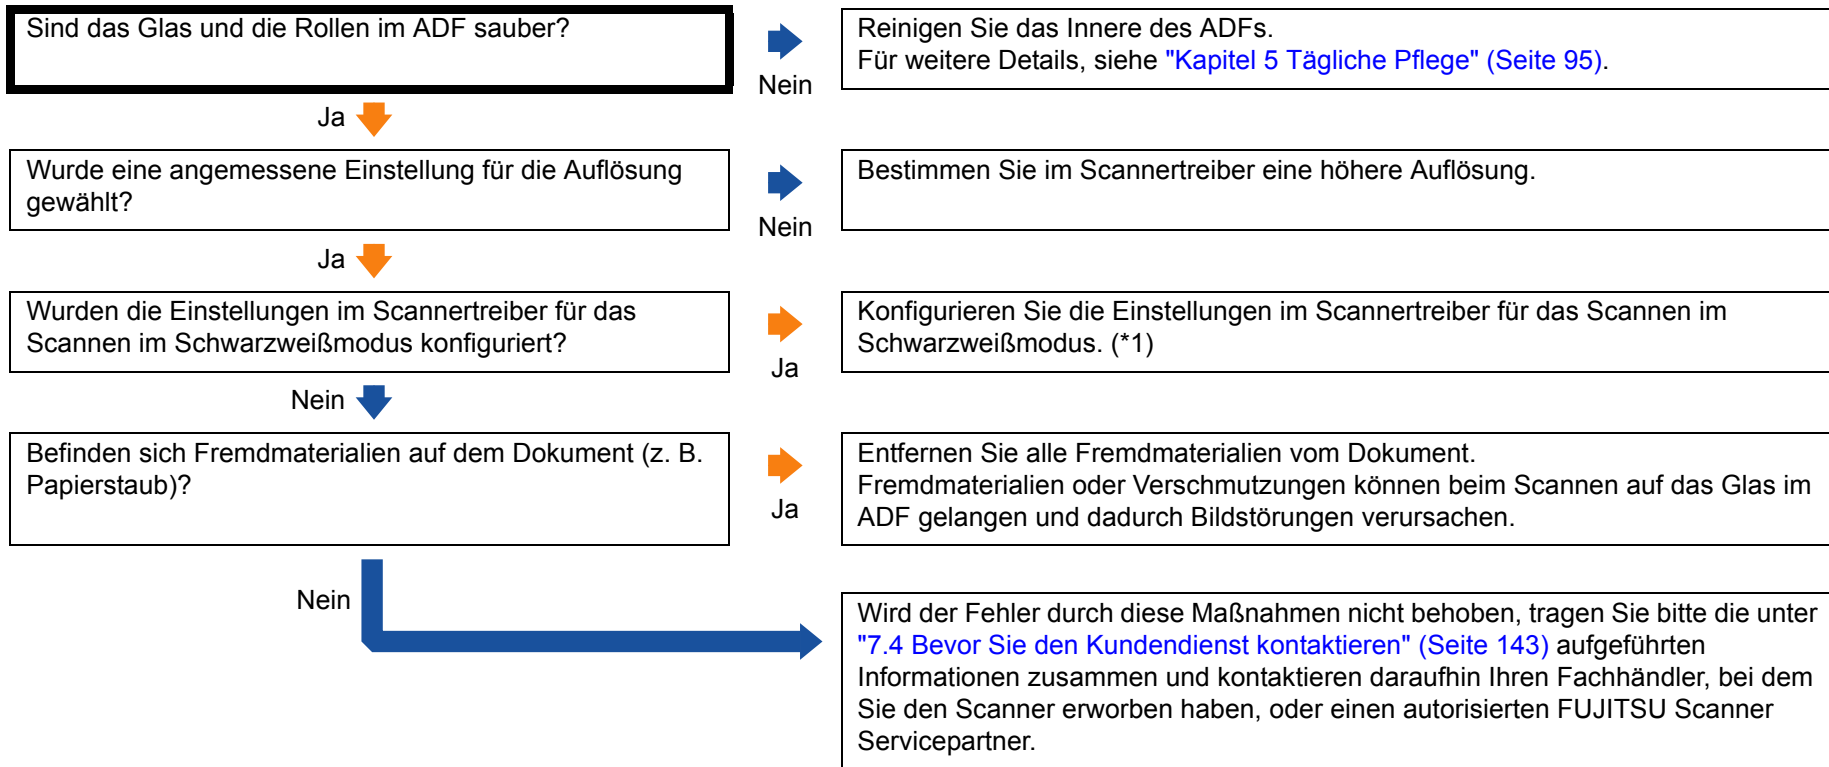 Sind das Glas und die Rollen im ADF sauber?
Nein
Reinigen Sie das Innere des ADFs.
Für weitere Details, siehe "Kapitel 5 Tägliche Pflege" (Seite 95).
Ja
Wurde eine angemessene Einstellung für die Auflösung
gewählt?
Nein
Bestimmen Sie im Scannertreiber eine höhere Auflösung.
Ja
Wurden die Einstellungen im Scannertreiber für das
Scannen im Schwarzweißmodus konfiguriert?
Ja
Konfigurieren Sie die Einstellungen im Scannertreiber für das Scannen im
Schwarzweißmodus. (*1)
Nein
Befinden sich Fremdmaterialien auf dem Dokument (z. B.
Papierstaub)?
Ja
Entfernen Sie alle Fremdmaterialien vom Dokument.
Fremdmaterialien oder Verschmutzungen können beim Scannen auf das Glas im
ADF gelangen und dadurch Bildstörungen verursachen.
Nein
Wird der Fehler durch diese Maßnahmen nicht behoben, tragen Sie bitte die unter
"7.4 Bevor Sie den Kundendienst kontaktieren" (Seite 143) aufgeführten
Informationen zusammen und kontaktieren daraufhin Ihren Fachhändler, bei dem
Sie den Scanner erworben haben, oder einen autorisierten FUJITSU Scanner
Servicepartner.